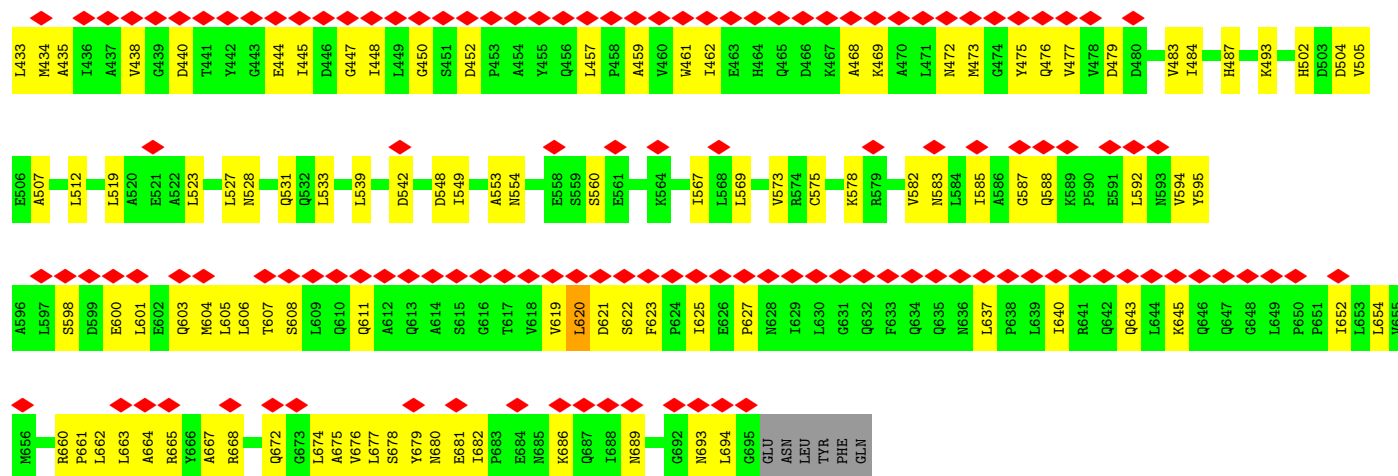 L433 M434 A435 I436 A437 V438 G439 D440 T441 Y442 G443 E444 I445 D446 G447 I448 L449 G450 S451 D452 P453 A454 Y455 Q456 L457 P458 A459 V460 W461 I462 E463 H464 Q465 D466 K467 A468 K469 A470 L471 N472 M473 G474 Y475 Q476 V477 V478 D479 D480 V483 I484 H487 K493 H502 D503 D504 V505
E506 A507 L512 L519 A520 E521 A522 L523 L527 N528 Q531 Q532 L533 L539 D542 D548 I549 A553 N554 E558 S559 S560 E561 K564 I567 L568 L569 V573 R574 C575 K578 R579 V582 N583 L584 I585 A586 G587 Q588 K589 P590 E591 L592 N593 V594 Y595
A596 L597 S598 D599 E600 L601 E602 Q603 M604 L605 L606 T607 S608 L609 Q610 Q611 A612 Q613 A614 S615 G616 T617 V618 V619 L620 D621 S622 F623 P624 I625 E626 P627 N628 I629 L630 G631 Q632 F633 Q634 Q635 N636 L637 P638 L639 I640 R641 Q642 Q643 L644 K645 Q646 Q647 G648 L649 P650 P651 I652 L653 L654 V655
M656 R660 P661 L662 L663 A664 R665 Y666 A667 R668 Q672 G673 L674 A675 V676 L677 S678 Y679 N680 E681 I682 P683 E684 N685 K686 Q687 I688 N689 G692 N693 L694 G695 GLU ASN LEU TYR PHE GLN